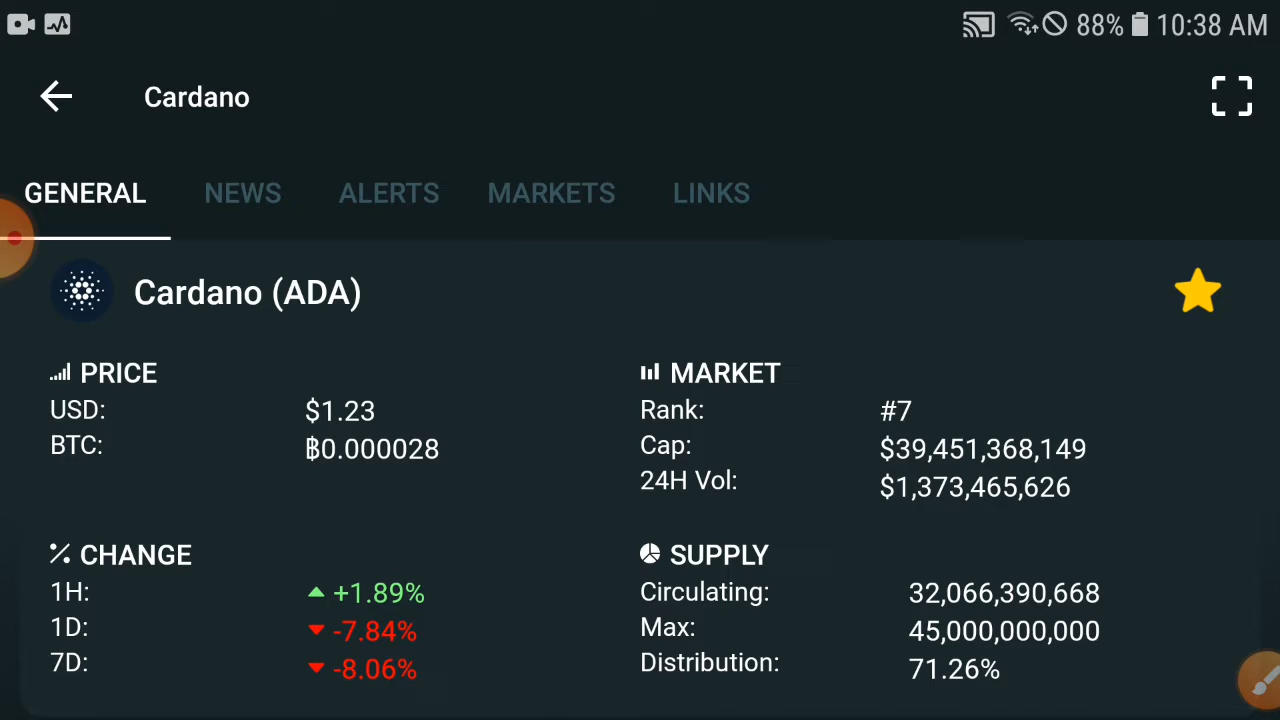 88% 10:38 AM
Cardano
GENERAL NEWS ALERTS MARKETS LINKS
Cardano (ADA)
PRICE
USD: $1.23
BTC: ₿0.000028
MARKET
Rank: #7
Cap: $39,451,368,149
24H Vol: $1,373,465,626
CHANGE
1H: +1.89%
1D: -7.84%
7D: -8.06%
SUPPLY
Circulating: 32,066,390,668
Max: 45,000,000,000
Distribution: 71.26%